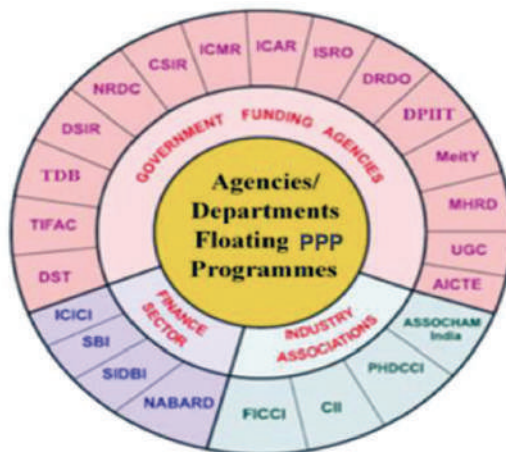 Agencies/
Departments
Floating PPP
Programmes
GOVERNMENT FUNDING AGENCIES
DST
TIFAC
TDB
DSIR
NRDC
CSIR
ICMR
ICAR
ISRO
DRDO
DPIIT
MeitY
MHRD
UGC
AICTE
INDUSTRY
ASSOCIATIONS
ASSOCHAM
India
PHDCCI
CII
FICCI
FINANCE
SECTOR
NABARD
SIDBI
SBI
ICICI